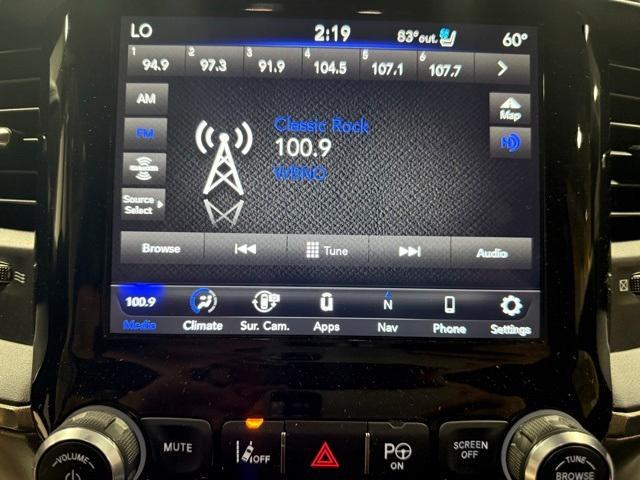 LO 2:19 83°out. 60°
1 94.9 2 97.3 3 91.9 4 104.5 5 107.1 6 107.7
AM
Map
FM
HD
Classic Rock
100.9
Source
Select
Browse Tune Audio
100.9 N
Media Climate Sur. Cam. Apps Nav Phone Settings
VOLUME MUTE OFF P ON SCREEN OFF TUNE
BROWSE